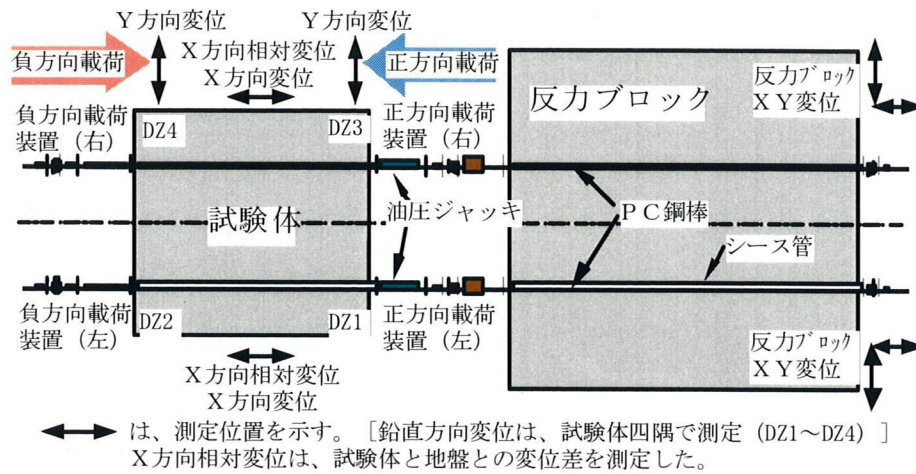 Ｙ方向変位
Ｙ方向変位
負方向載荷
Ｘ方向相対変位
Ｘ方向変位
正方向載荷
反力ブロック
ＸＹ変位
反力ブロック
負方向載荷
装置（右）
DZ4
DZ3
正方向載荷
装置（右）
試験体
油圧ジャッキ
ＰＣ鋼棒
シース管
負方向載荷
装置（左）
DZ2
DZ1
正方向載荷
装置（左）
反力ブロック
ＸＹ変位
Ｘ方向相対変位
Ｘ方向変位
は、測定位置を示す。［鉛直方向変位は、試験体四隅で測定（DZ1～DZ4）］
Ｘ方向相対変位は、試験体と地盤との変位差を測定した。